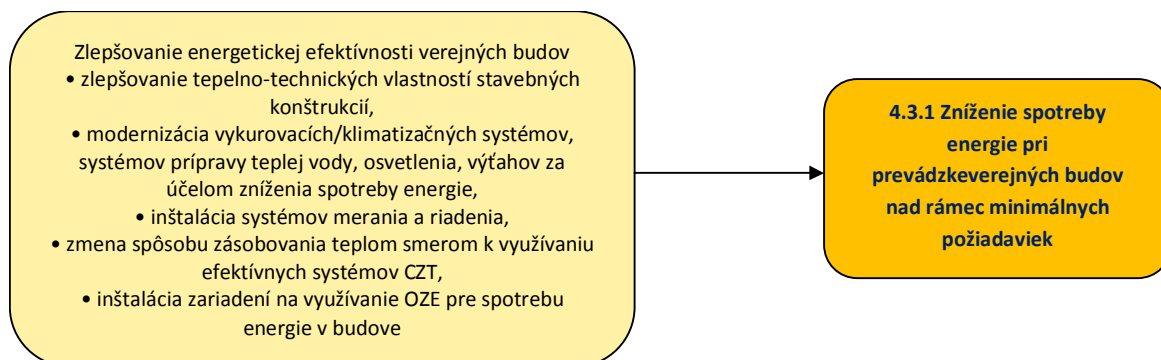 Zlepšovanie energetickej efektívnosti verejných budov
• zlepšovanie tepelno-technických vlastností stavebných
konštrukcií,
• modernizácia vykurovacích/klimatizačných systémov,
systémov prípravy teplej vody, osvetlenia, výťahov za
účelom zníženia spotreby energie,
• inštalácia systémov merania a riadenia,
• zmena spôsobu zásobovania teplom smerom k využívaniu
efektívnych systémov CZT,
• inštalácia zariadení na využívanie OZE pre spotrebu
energie v budove
4.3.1 Zníženie spotreby
energie pri
prevádzkeverejných budov
nad rámec minimálnych
požiadaviek